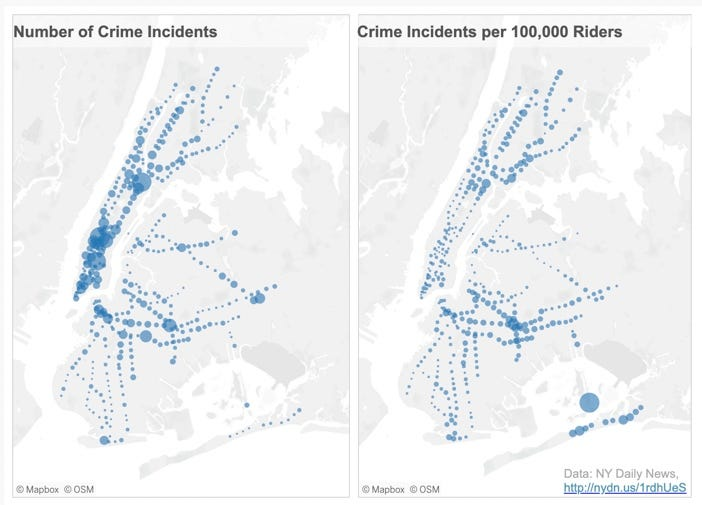 Number of Crime Incidents
Crime Incidents per 100,000 Riders
Data: NY Daily News,
http://nydn.us/1rdhUeS
© Mapbox © OSM
© Mapbox © OSM